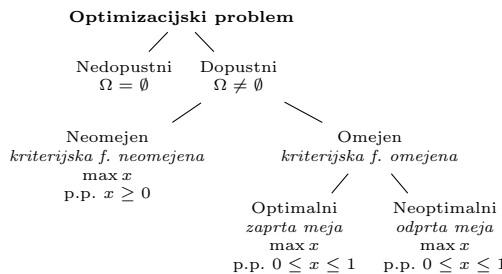 Optimizacijski problem
Nedopustni
Ω = ∅
Dopustni
Ω ≠ ∅
Neomejen
kriterijska f. neomejena
max x
p.p. x ≥ 0
Omejen
kriterijska f. omejena
Optimalni
zaprta meja
max x
p.p. 0 ≤ x ≤ 1
Neoptimalni
odprta meja
max x
p.p. 0 ≤ x ≤ 1